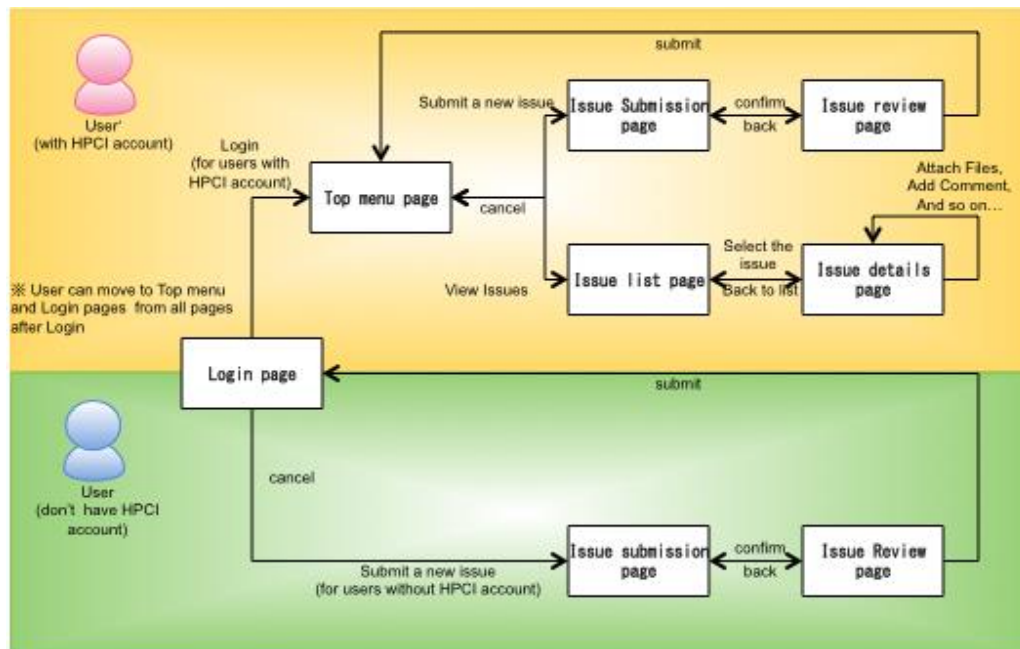 submit
User'
(with HPCI account)
Submit a new issue
Issue Submission
page
confirm
back
Issue review
page
Login
(for users with
HPCI account)
Top menu page
cancel
Attach Files,
Add Comment,
And so on…
View Issues
Issue list page
Select the
issue
Back to list
Issue details
page
※ User can move to Top menu
and Login pages from all pages
after Login
Login page
submit
User
(don't have HPCI
account)
cancel
Submit a new issue
(for users without HPCI account)
Issue submission
page
confirm
back
Issue Review
page